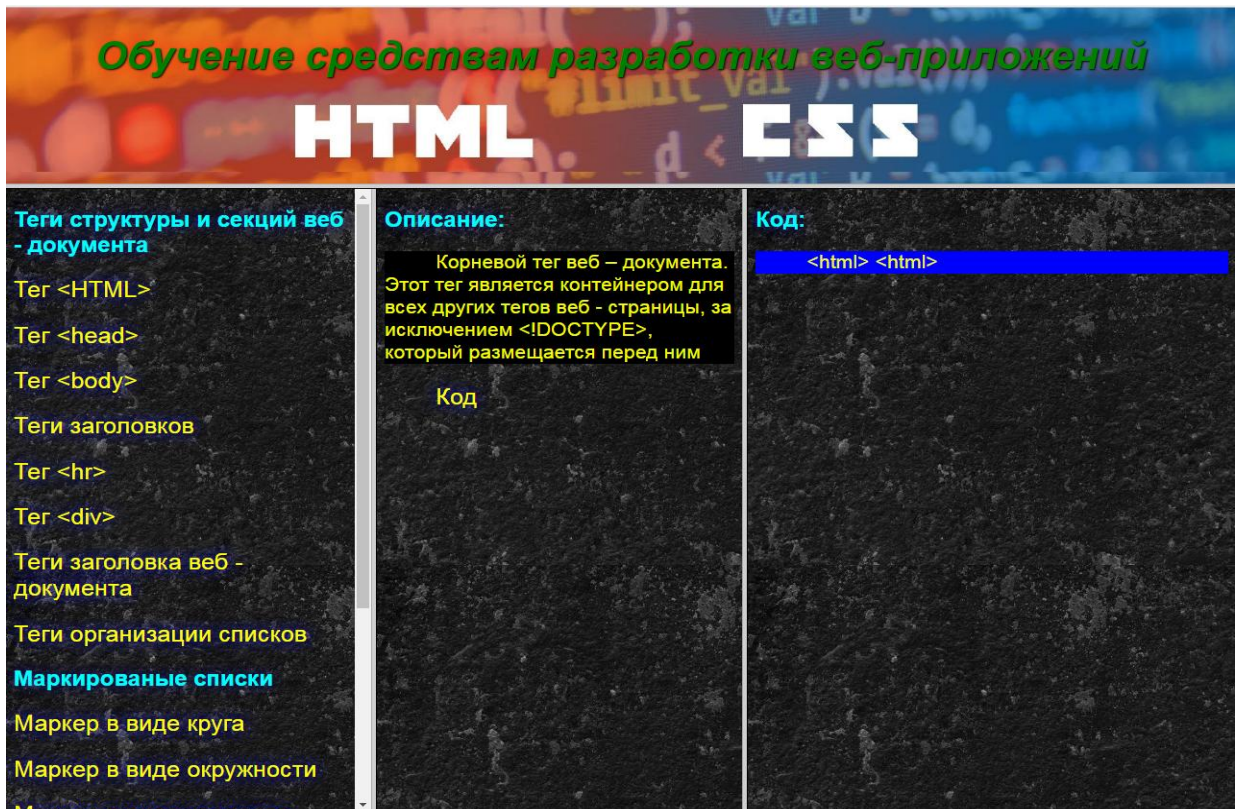 Обучение средствам разработки веб-приложений
HTML CSS
Теги структуры и секций веб
- документа
Тег <HTML>
Тег <head>
Тег <body>
Теги заголовков
Тег <hr>
Тег <div>
Теги заголовка веб -
документа
Теги организации списков
Маркированые списки
Маркер в виде круга
Маркер в виде окружности
Описание:
Корневой тег веб – документа.
Этот тег является контейнером для
всех других тегов веб - страницы, за
исключением <!DOCTYPE>,
который размещается перед ним
Код
Код:
<html> <html>